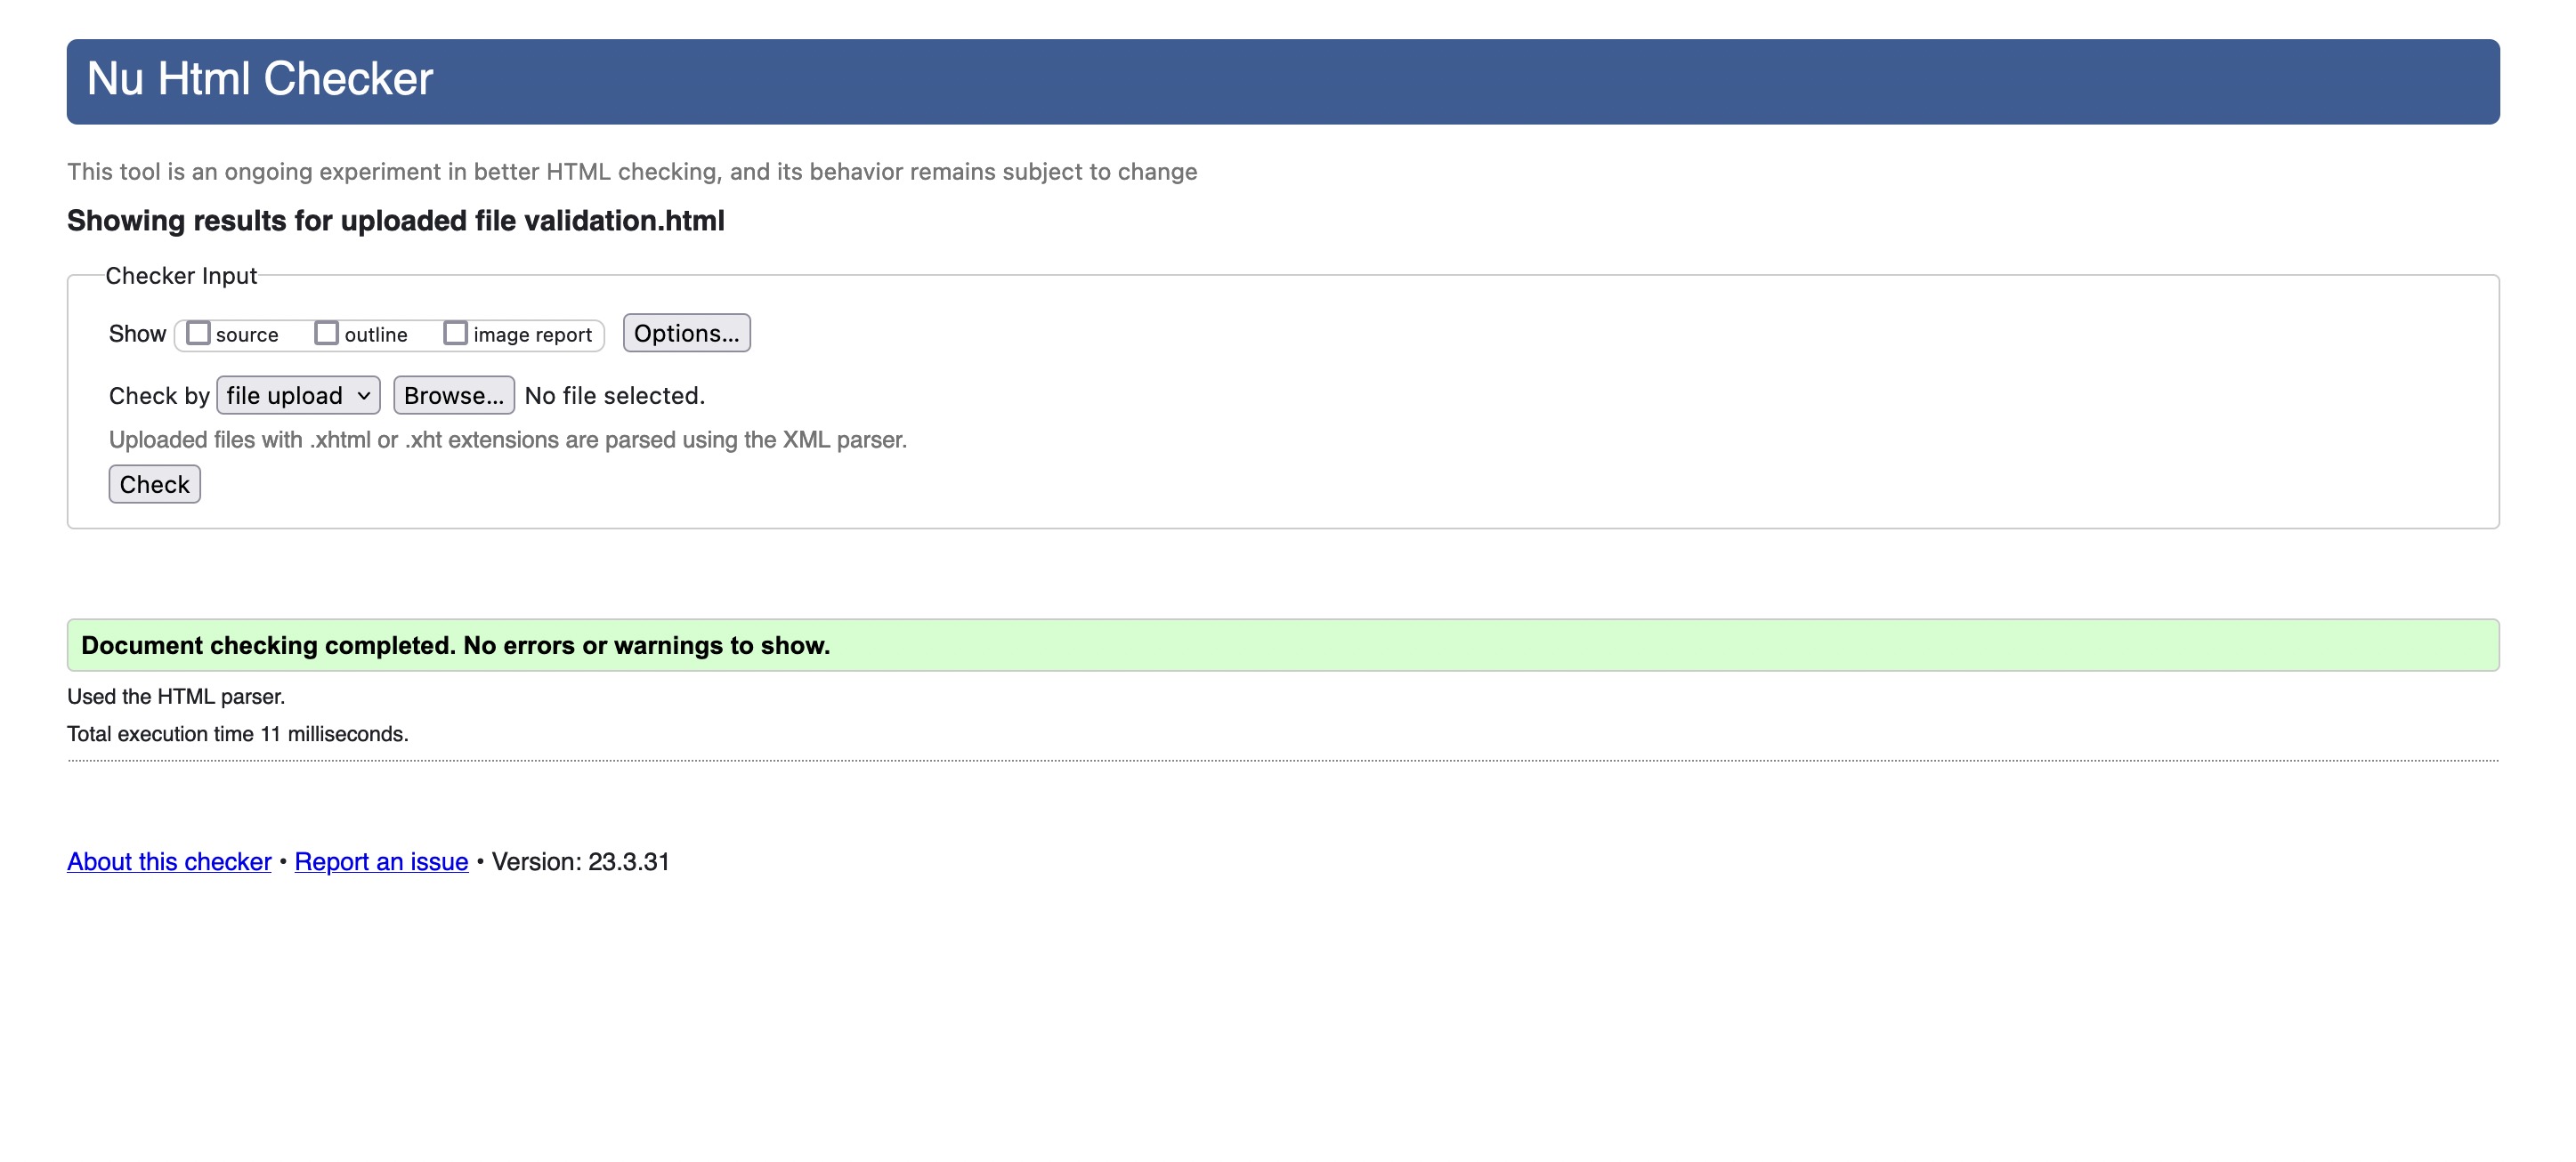 Nu Html Checker
This tool is an ongoing experiment in better HTML checking, and its behavior remains subject to change
Showing results for uploaded file validation.html
Checker Input
Show source outline image report Options...
Check by file upload Browse... No file selected.
Uploaded files with .xhtml or .xht extensions are parsed using the XML parser.
Check
Document checking completed. No errors or warnings to show.
Used the HTML parser.
Total execution time 11 milliseconds.
About this checker • Report an issue • Version: 23.3.31